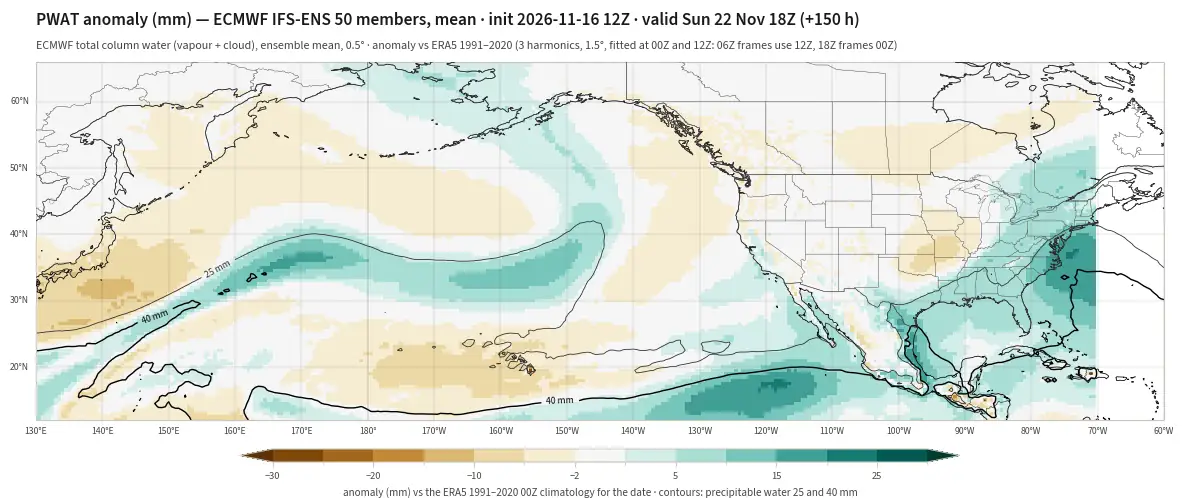 PWAT anomaly (mm) — ECMWF IFS-ENS 50 members, mean · init 2026-11-16 12Z · valid Sun 22 Nov 18Z (+150 h)
ECMWF total column water (vapour + cloud), ensemble mean, 0.5° · anomaly vs ERA5 1991–2020 (3 harmonics, 1.5°, fitted at 00Z and 12Z: 06Z frames use 12Z, 18Z frames 00Z)
60°N
50°N
40°N
30°N
20°N
25 mm
40 mm
40 mm
130°E 140°E 150°E 160°E 170°E 180° 170°W 160°W 150°W 140°W 130°W 120°W 110°W 100°W 90°W 80°W 70°W 60°W
−30 −20 −10 −2 5 15 25
anomaly (mm) vs the ERA5 1991–2020 00Z climatology for the date · contours: precipitable water 25 and 40 mm